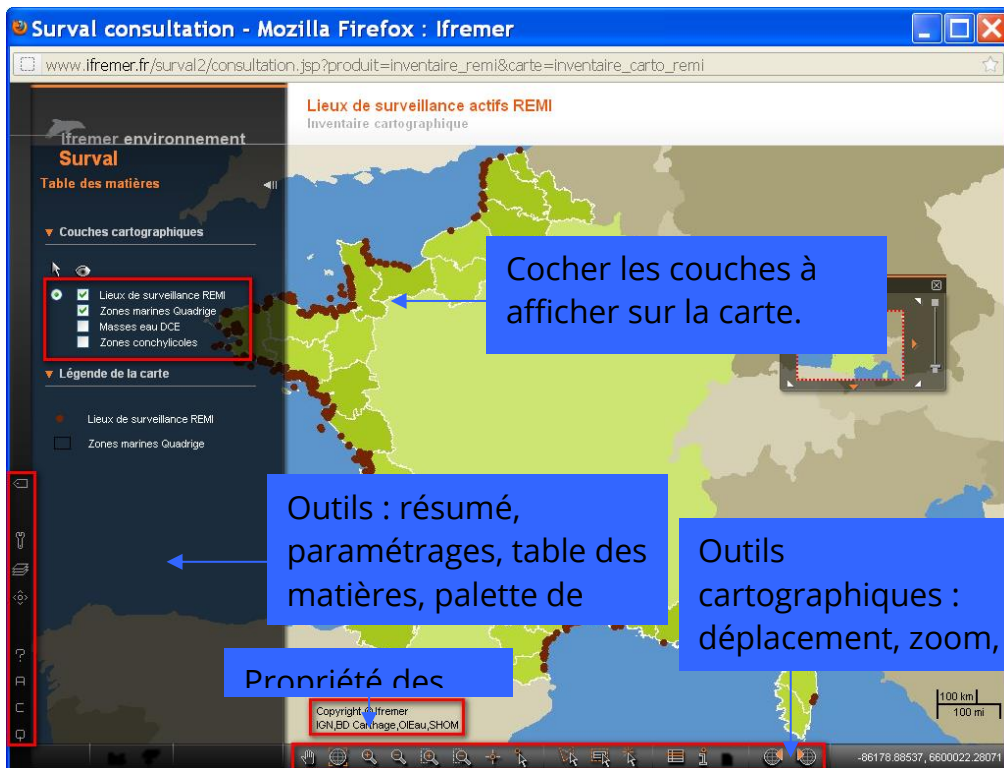 Surval consultation - Mozilla Firefox : Ifremer
www.ifremer.fr/surval2/consultation.jsp?produit=inventaire_remi&carte=inventaire_carto_remi
Lieux de surveillance actifs REMI
Inventaire cartographique
Ifremer environnement
Surval
Table des matières
Couches cartographiques
Lieux de surveillance REMI
Zones marines Quadrige
Masses eau DCE
Zones conchylicoles
Légende de la carte
Lieux de surveillance REMI
Zones marines Quadrige
Cocher les couches à
afficher sur la carte.
Outils : résumé,
paramétrages, table des
matières, palette de
Outils
cartographiques :
déplacement, zoom,
Propriété des
Copyright © Ifremer
IGN,BD Carthage,OIEau,SHOM
100 km
100 mi
-86178.88537, 6600022.28071